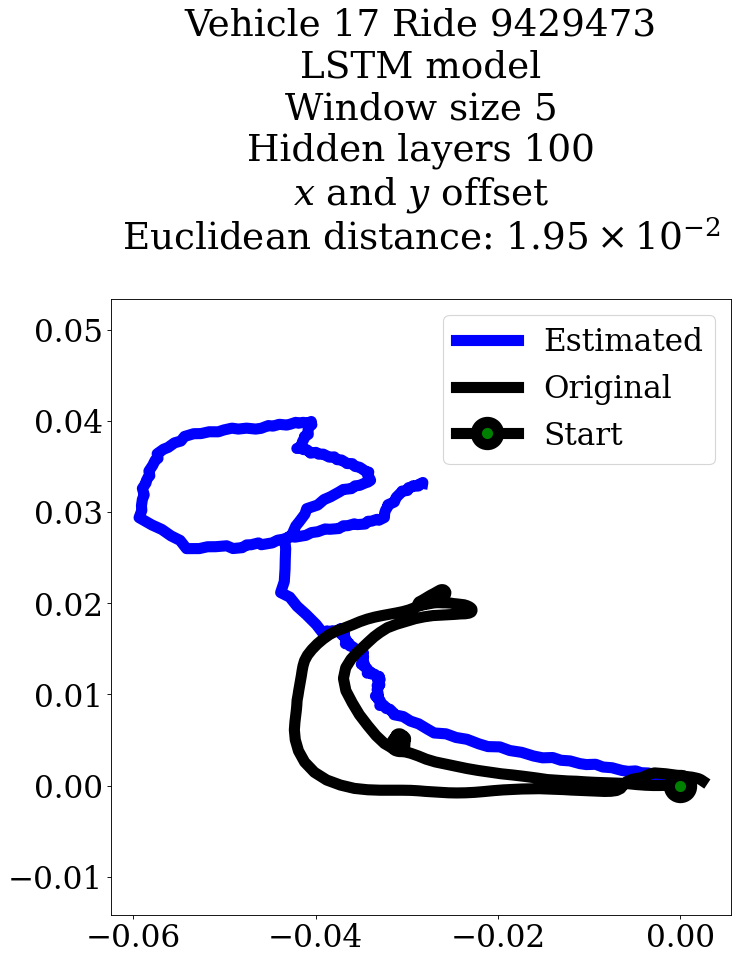 Vehicle 17 Ride 9429473
LSTM model
Window size 5
Hidden layers 100
x and y offset
Euclidean distance: 1.95 × 10⁻²
Estimated
Original
Start
0.05
0.04
0.03
0.02
0.01
0.00
−0.01
−0.06 −0.04 −0.02 0.00